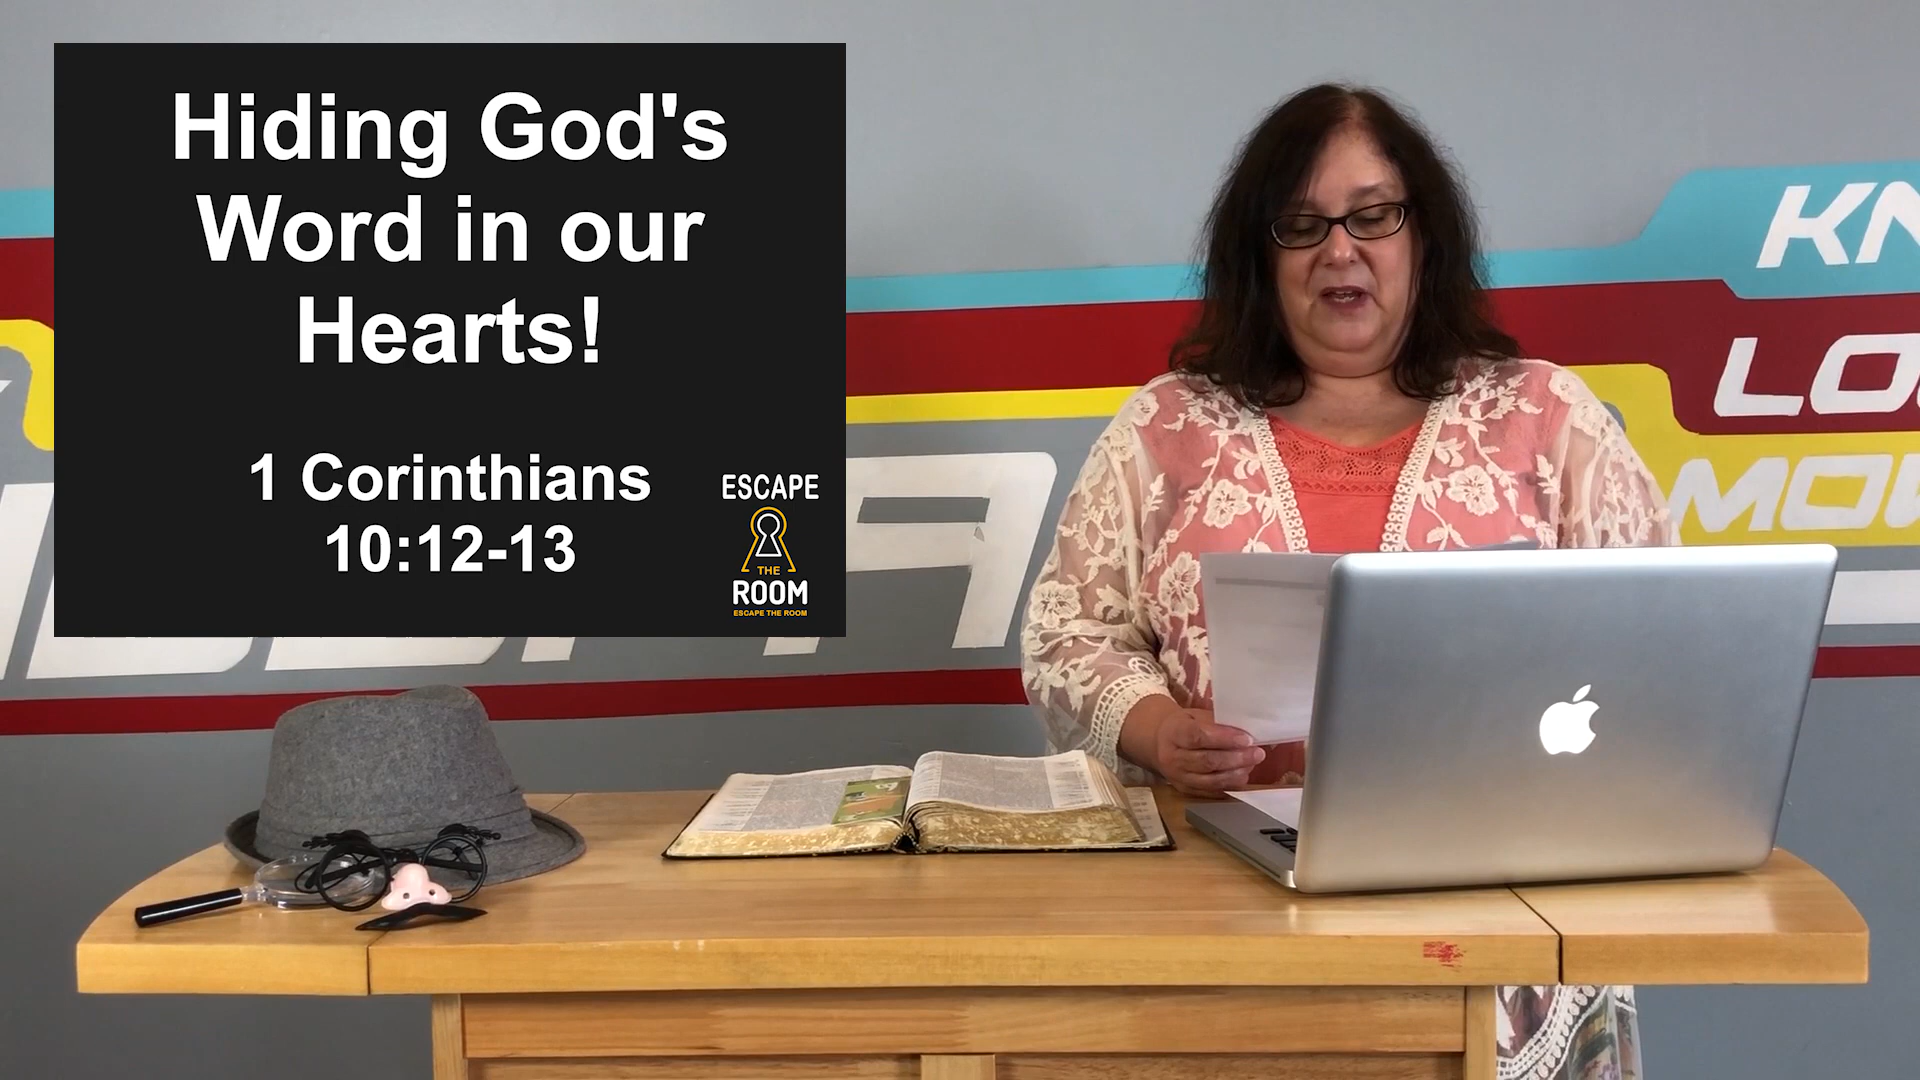 Hiding God's
Word in our
Hearts!
1 Corinthians
10:12-13
ESCAPE
THE
ROOM
ESCAPE THE ROOM